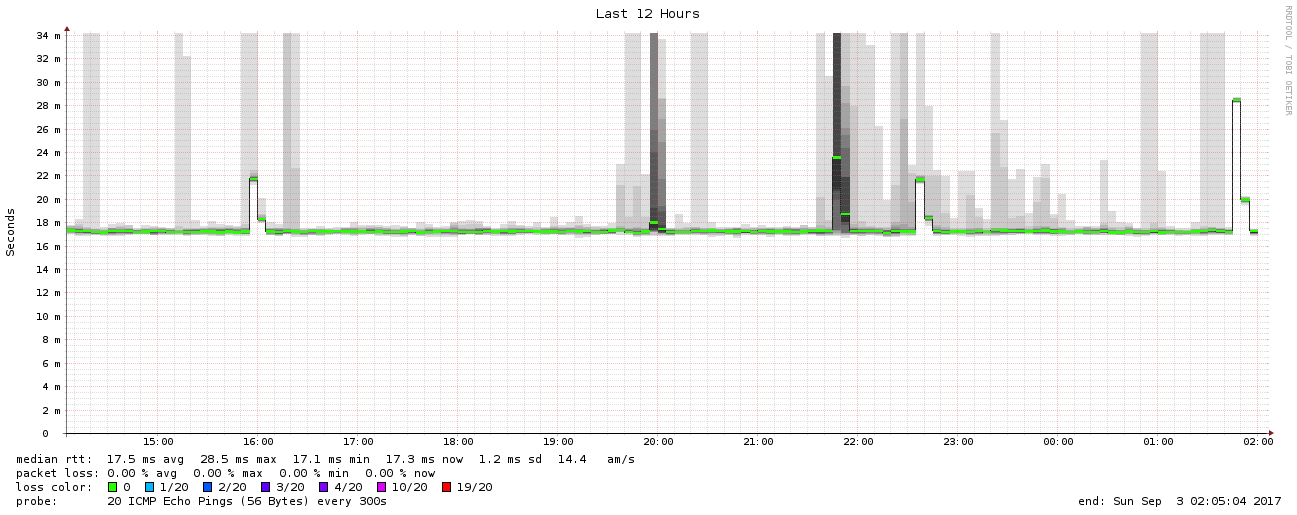 Last 12 Hours
RRDTOOL / TOBI OETIKER
Seconds
34 m
32 m
30 m
28 m
26 m
24 m
22 m
20 m
18 m
16 m
14 m
12 m
10 m
8 m
6 m
4 m
2 m
0
15:00 16:00 17:00 18:00 19:00 20:00 21:00 22:00 23:00 00:00 01:00 02:00
median rtt: 17.5 ms avg 28.5 ms max 17.1 ms min 17.3 ms now 1.2 ms sd 14.4 am/s
packet loss: 0.00 % avg 0.00 % max 0.00 % min 0.00 % now
loss color: 0 1/20 2/20 3/20 4/20 10/20 19/20
probe: 20 ICMP Echo Pings (56 Bytes) every 300s end: Sun Sep 3 02:05:04 2017